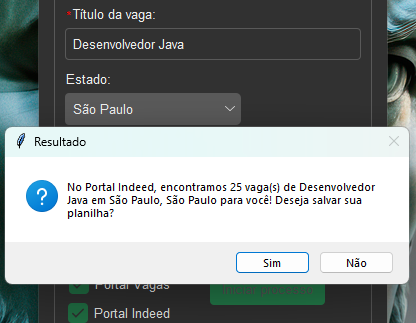 *Título da vaga:
Desenvolvedor Java
Estado:
São Paulo
Resultado
No Portal Indeed, encontramos 25 vaga(s) de Desenvolvedor
Java em São Paulo, São Paulo para você! Deseja salvar sua
planilha?
Sim
Não
Portal Vagas
Portal Indeed